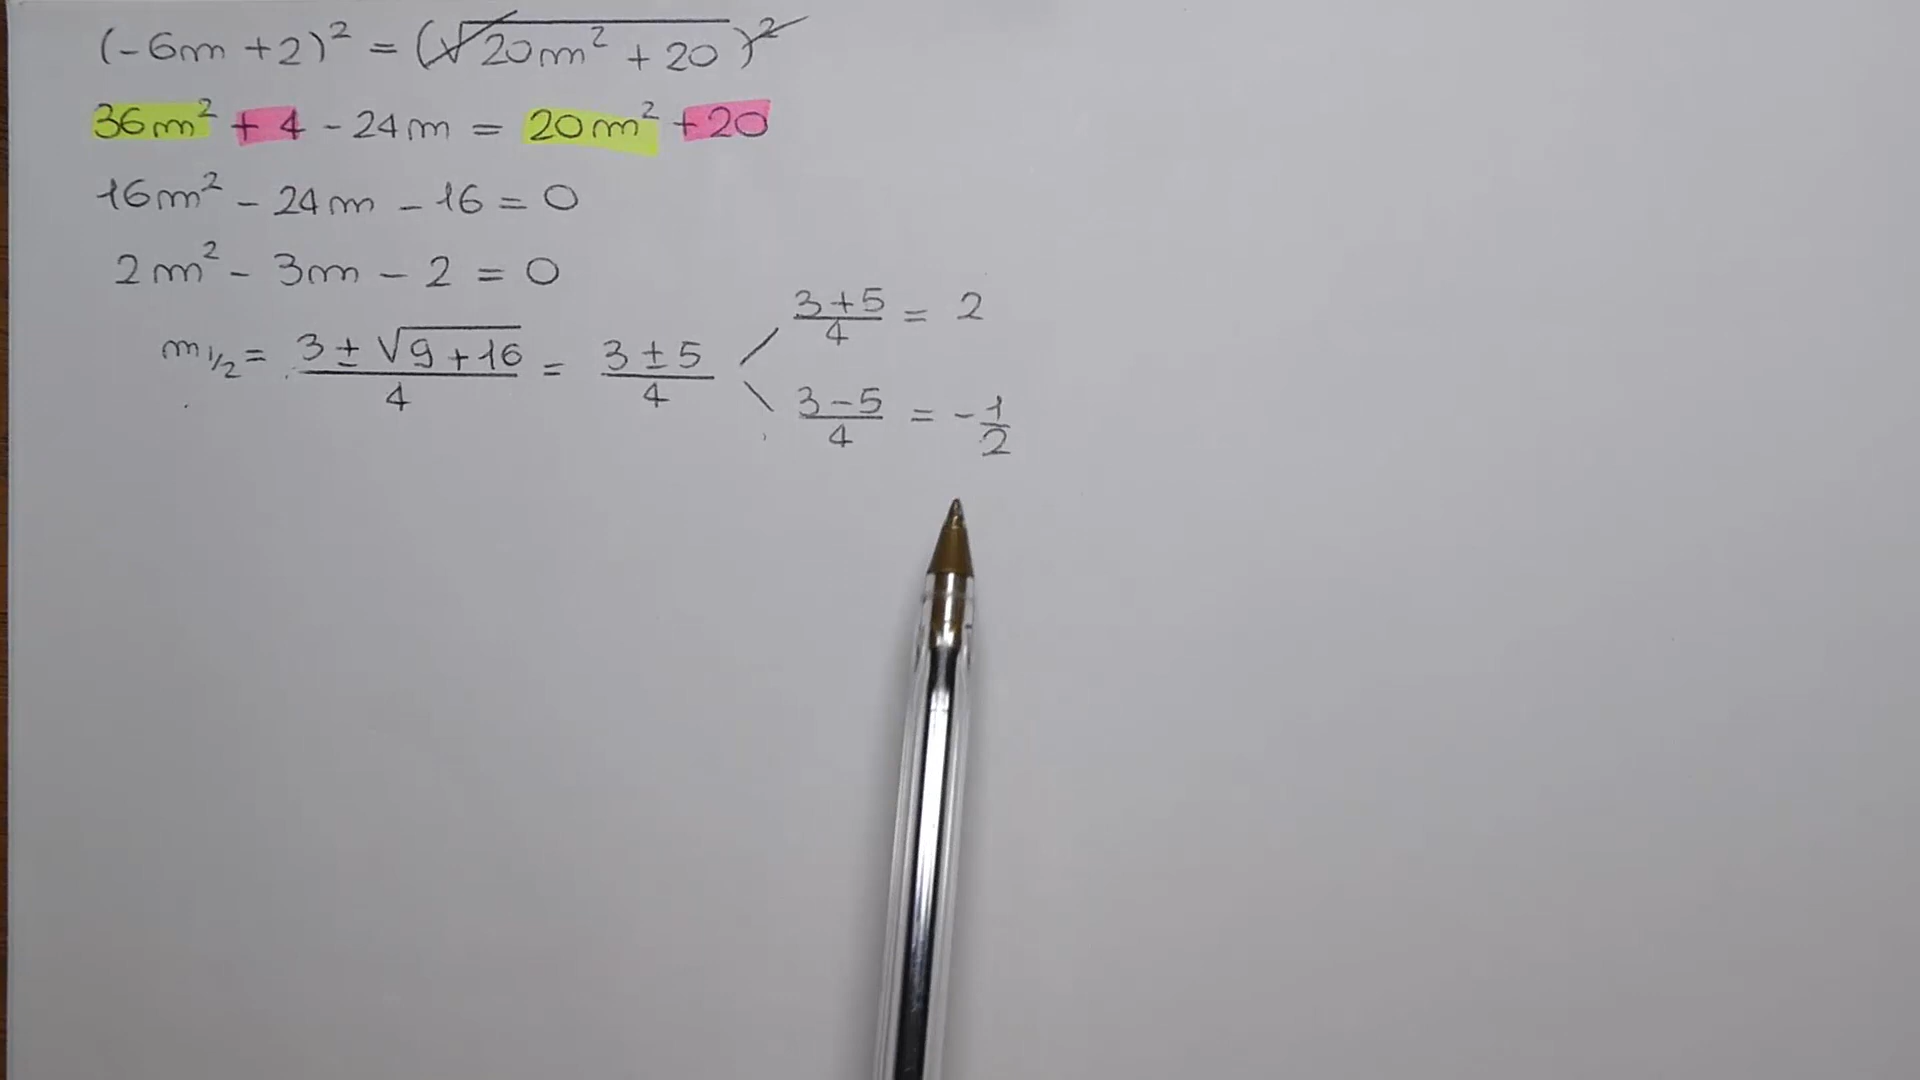 (-6m + 2)² = (√20m² + 20)²
36m² + 4 - 24m = 20m² + 20
16m² - 24m - 16 = 0
2m² - 3m - 2 = 0
m1/2 = 3 ± √9 + 16 / 4 = 3 ± 5 / 4
3 + 5 / 4 = 2
3 - 5 / 4 = - 1/2